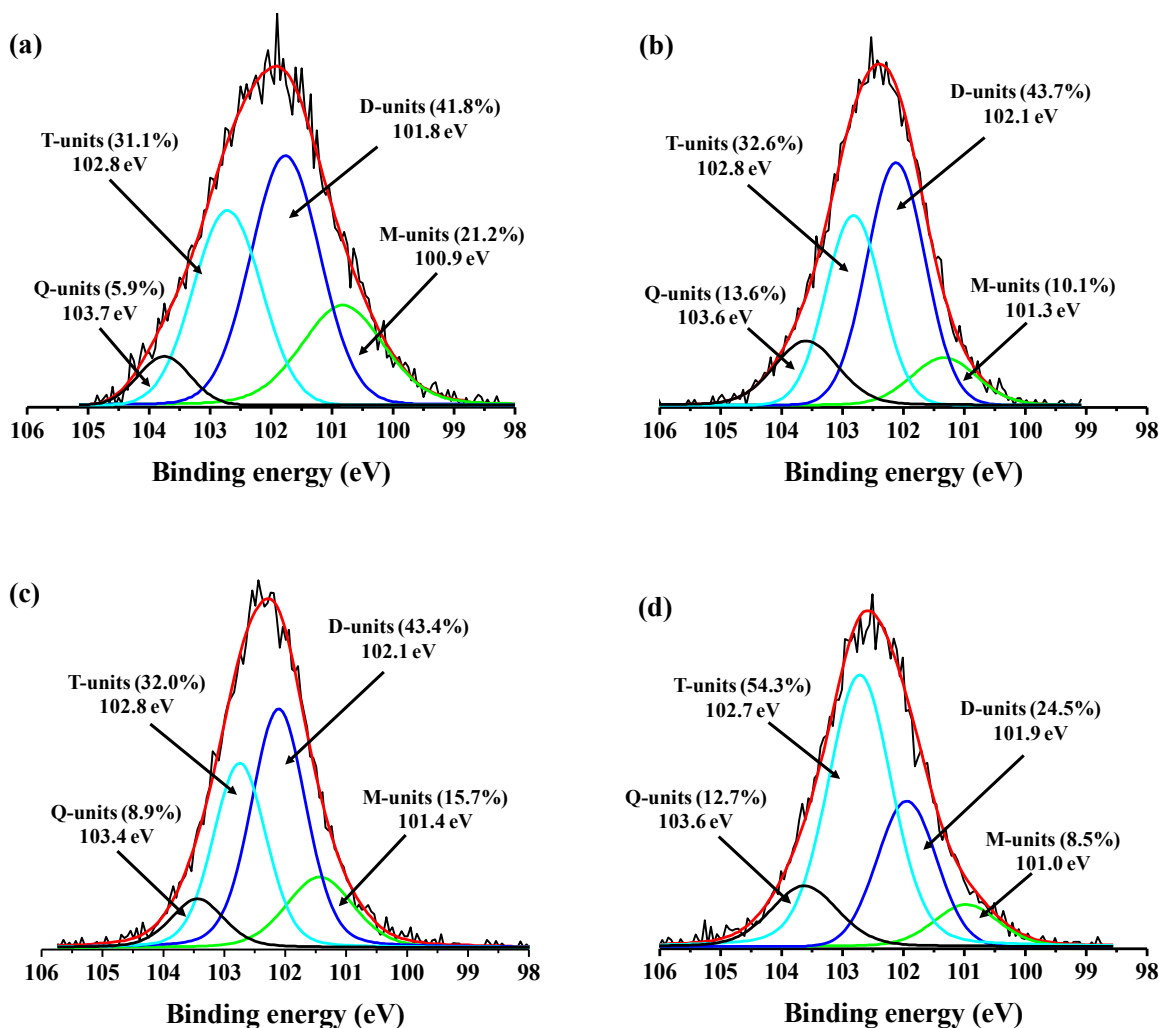 (a)
D-units (41.8%)
101.8 eV
T-units (31.1%)
102.8 eV
M-units (21.2%)
100.9 eV
Q-units (5.9%)
103.7 eV
106 105 104 103 102 101 100 99 98
Binding energy (eV)
(b)
D-units (43.7%)
102.1 eV
T-units (32.6%)
102.8 eV
Q-units (13.6%)
103.6 eV
M-units (10.1%)
101.3 eV
106 105 104 103 102 101 100 99 98
Binding energy (eV)
(c)
D-units (43.4%)
102.1 eV
T-units (32.0%)
102.8 eV
Q-units (8.9%)
103.4 eV
M-units (15.7%)
101.4 eV
106 105 104 103 102 101 100 99 98
Binding energy (eV)
(d)
T-units (54.3%)
102.7 eV
D-units (24.5%)
101.9 eV
Q-units (12.7%)
103.6 eV
M-units (8.5%)
101.0 eV
106 105 104 103 102 101 100 99 98
Binding energy (eV)